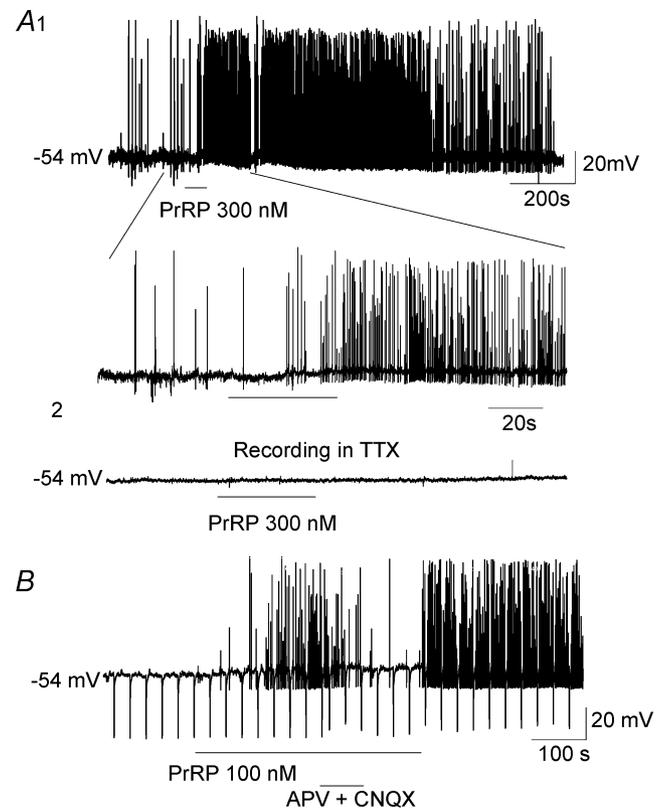 A1
-54 mV
20mV
200s
PrRP 300 nM
2
20s
Recording in TTX
-54 mV
PrRP 300 nM
B
-54 mV
20 mV
100 s
PrRP 100 nM
APV + CNQX